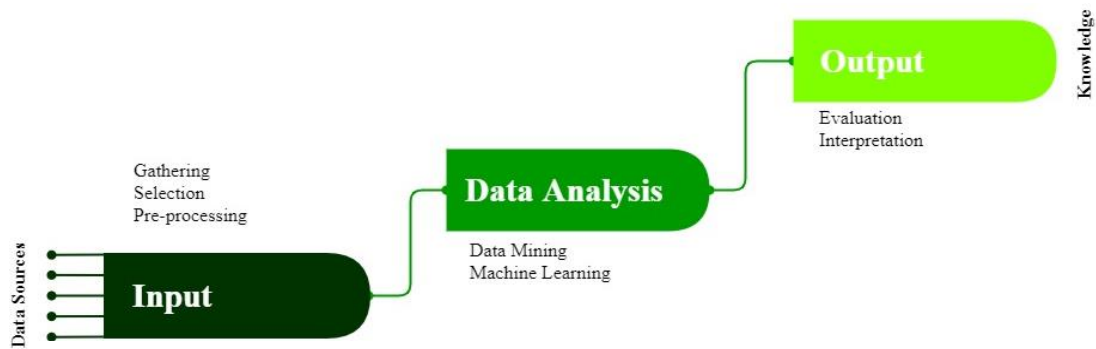 Data Sources
Gathering
Selection
Pre-processing
Input
Data Analysis
Data Mining
Machine Learning
Output
Evaluation
Interpretation
Knowledge